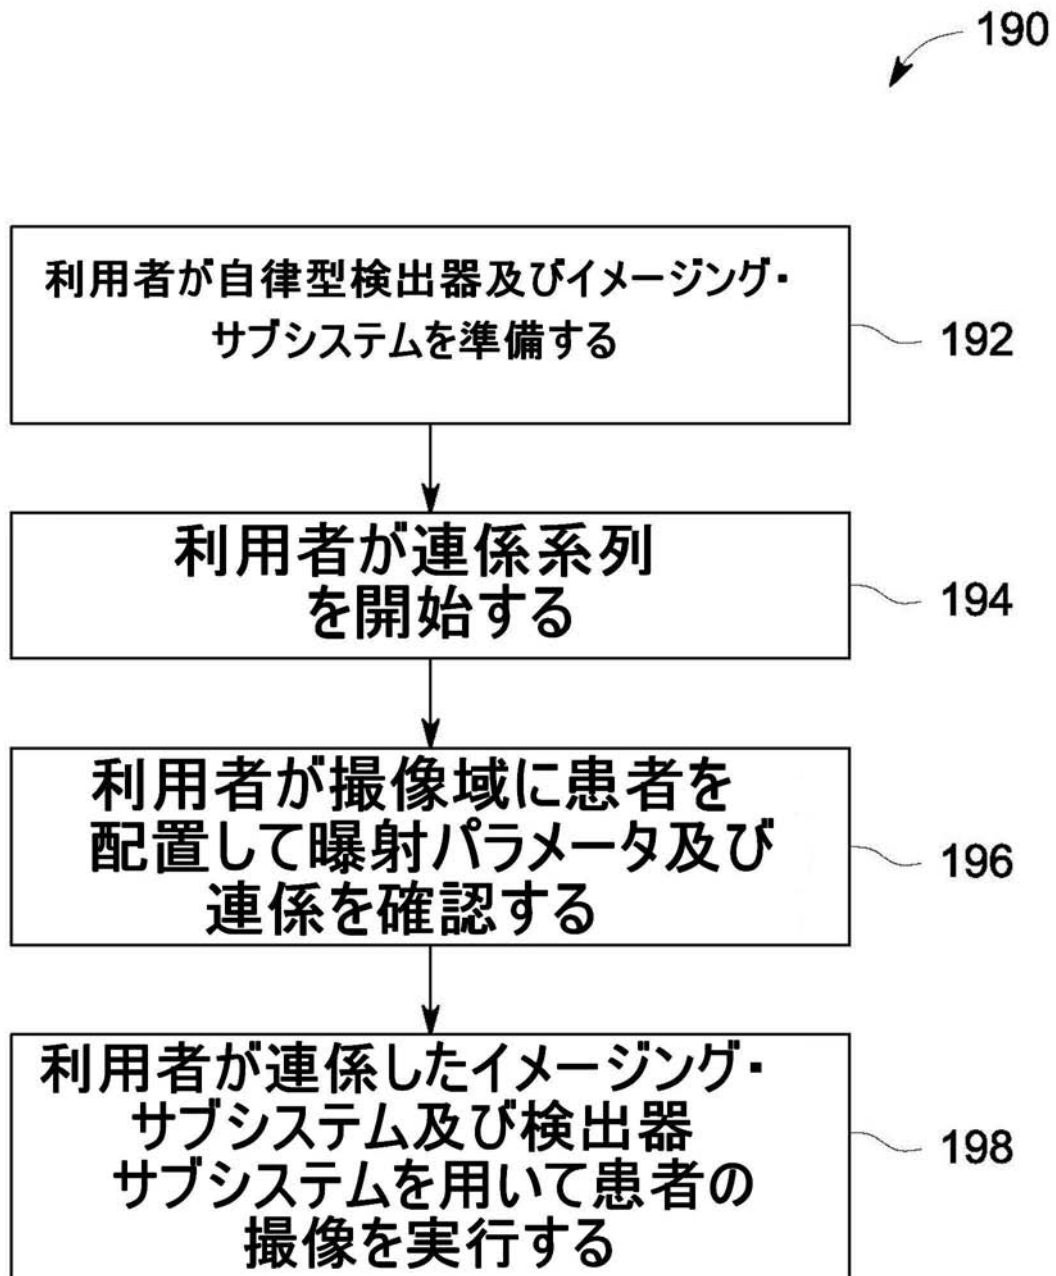 190
利用者が自律型検出器及びイメージング・
サブシステムを準備する
192
利用者が連係系列
を開始する
194
利用者が撮像域に患者を
配置して曝射パラメータ及び
連係を確認する
196
利用者が連係したイメージング・
サブシステム及び検出器
サブシステムを用いて患者の
撮像を実行する
198